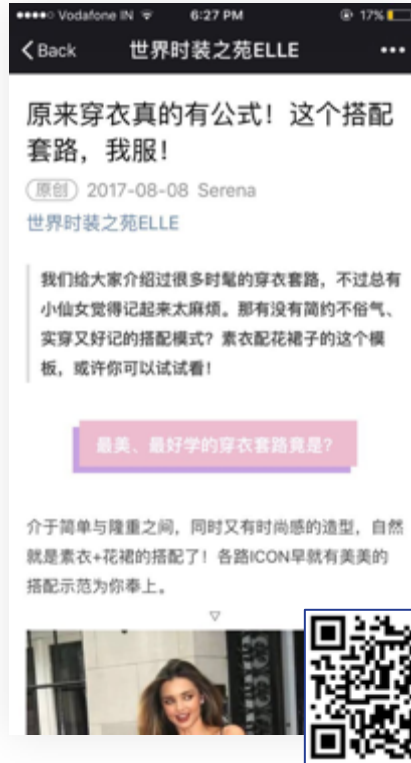 Vodafone IN 6:27 PM 17%
Back 世界时装之苑ELLE
原来穿衣真的有公式！这个搭配
套路，我服！
原创 2017-08-08 Serena
世界时装之苑ELLE
我们给大家介绍过很多时髦的穿衣套路，不过总有
小仙女觉得记起来太麻烦。那有没有简约不俗气、
实穿又好记的搭配模式？素衣配花裙子的这个模
板，或许你可以试试看！
最美、最好学的穿衣套路竟是？
介于简单与隆重之间，同时又有时尚感的造型，自然
就是素衣+花裙的搭配了！各路ICON早就有美美的
搭配示范为你奉上。